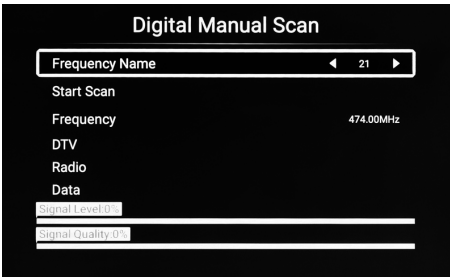 Digital Manual Scan
Frequency Name 21
Start Scan
Frequency 474.00MHz
DTV
Radio
Data
Signal Level:0%
Signal Quality:0%